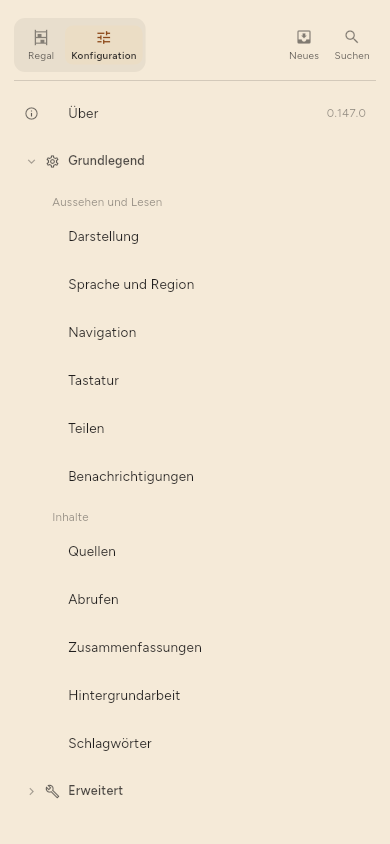 Regal
Konfiguration
Neues
Suchen
Über
0.147.0
Grundlegend
Aussehen und Lesen
Darstellung
Sprache und Region
Navigation
Tastatur
Teilen
Benachrichtigungen
Inhalte
Quellen
Abrufen
Zusammenfassungen
Hintergrundarbeit
Schlagwörter
Erweitert